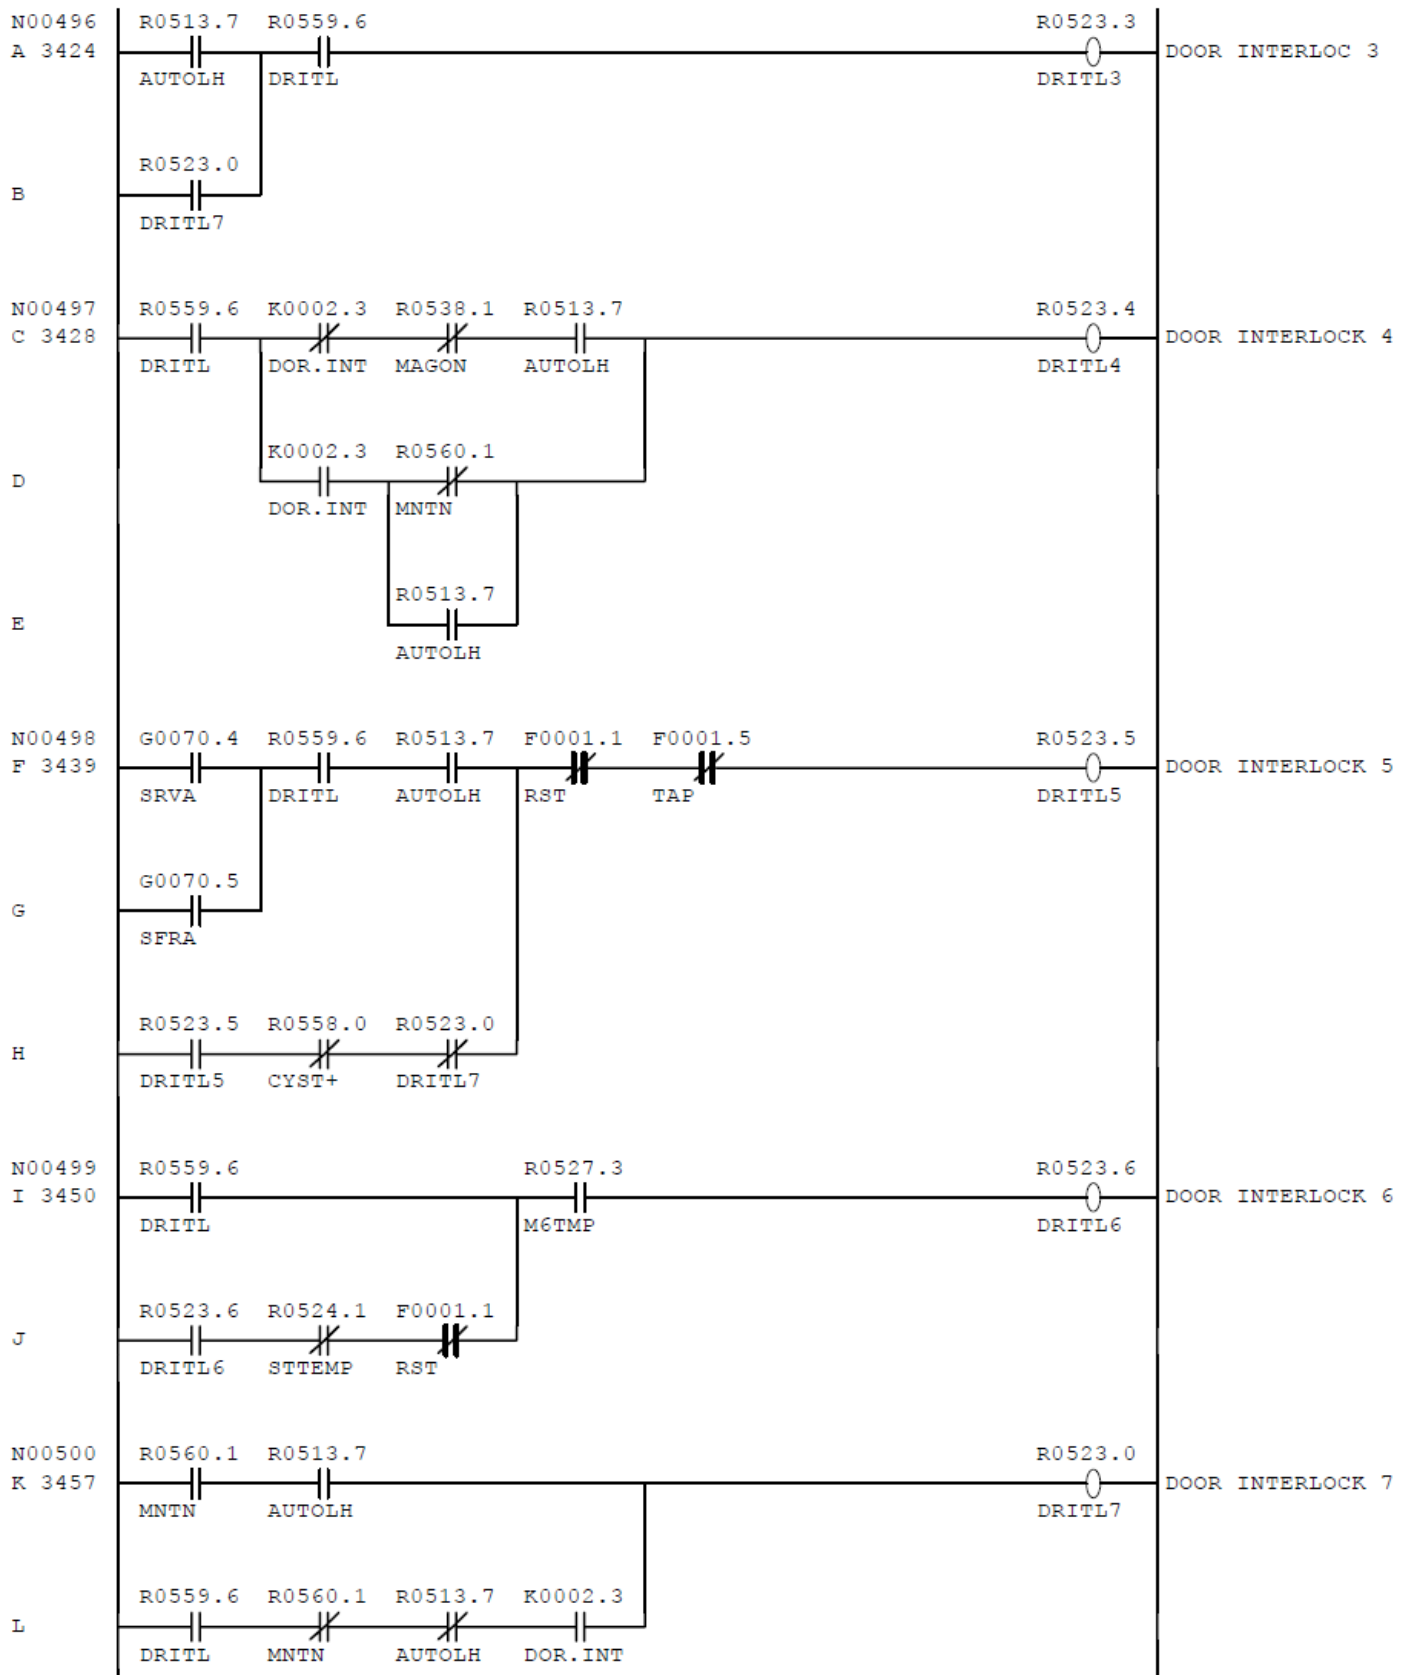 N00496 R0513.7 R0559.6 R0523.3
A 3424 DOOR INTERLOC 3
AUTOLH DRITL DRITL3
R0523.0
B
DRITL7
N00497 R0559.6 K0002.3 R0538.1 R0513.7 R0523.4
C 3428 DOOR INTERLOCK 4
DRITL DOR.INT MAGON AUTOLH DRITL4
K0002.3 R0560.1
D
DOR.INT MNTN
R0513.7
E
AUTOLH
N00498 G0070.4 R0559.6 R0513.7 F0001.1 F0001.5 R0523.5
F 3439 DOOR INTERLOCK 5
SRVA DRITL AUTOLH RST TAP DRITL5
G0070.5
G
SFRA
R0523.5 R0558.0 R0523.0
H
DRITL5 CYST+ DRITL7
N00499 R0559.6 R0527.3 R0523.6
I 3450 DOOR INTERLOCK 6
DRITL M6TMP DRITL6
R0523.6 R0524.1 F0001.1
J
DRITL6 STTEMP RST
N00500 R0560.1 R0513.7 R0523.0
K 3457 DOOR INTERLOCK 7
MNTN AUTOLH DRITL7
R0559.6 R0560.1 R0513.7 K0002.3
L
DRITL MNTN AUTOLH DOR.INT